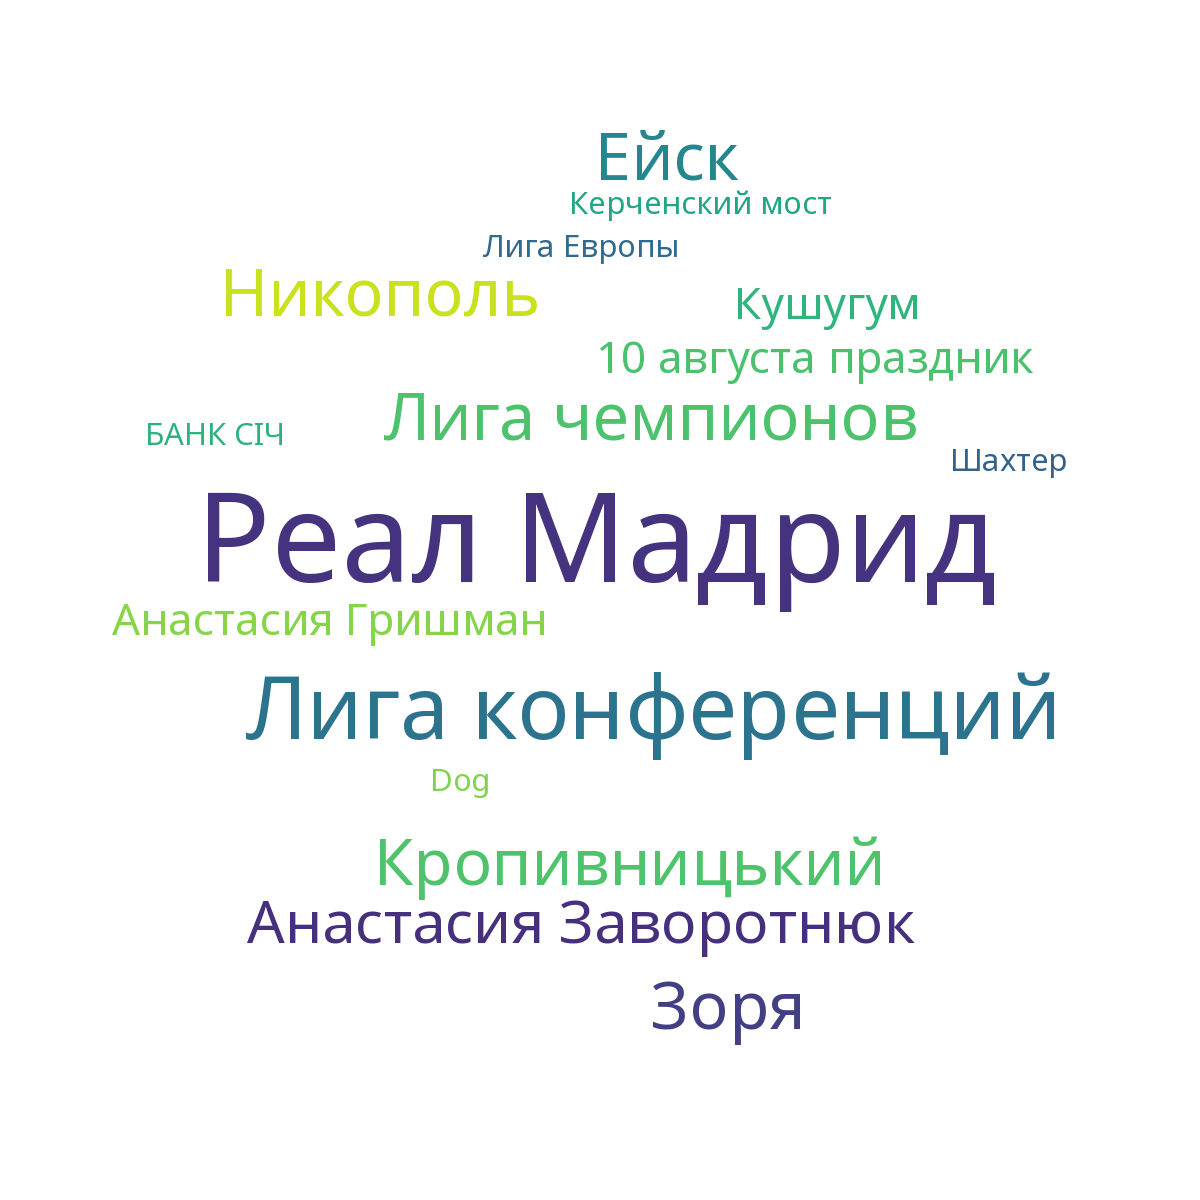 Ейск
Керченский мост
Лига Европы
Никополь
Кушугум
10 августа праздник
Лига чемпионов
БАНК СІЧ
Шахтер
Реал Мадрид
Анастасия Гришман
Лига конференций
Dog
Кропивницький
Анастасия Заворотнюк
Зоря